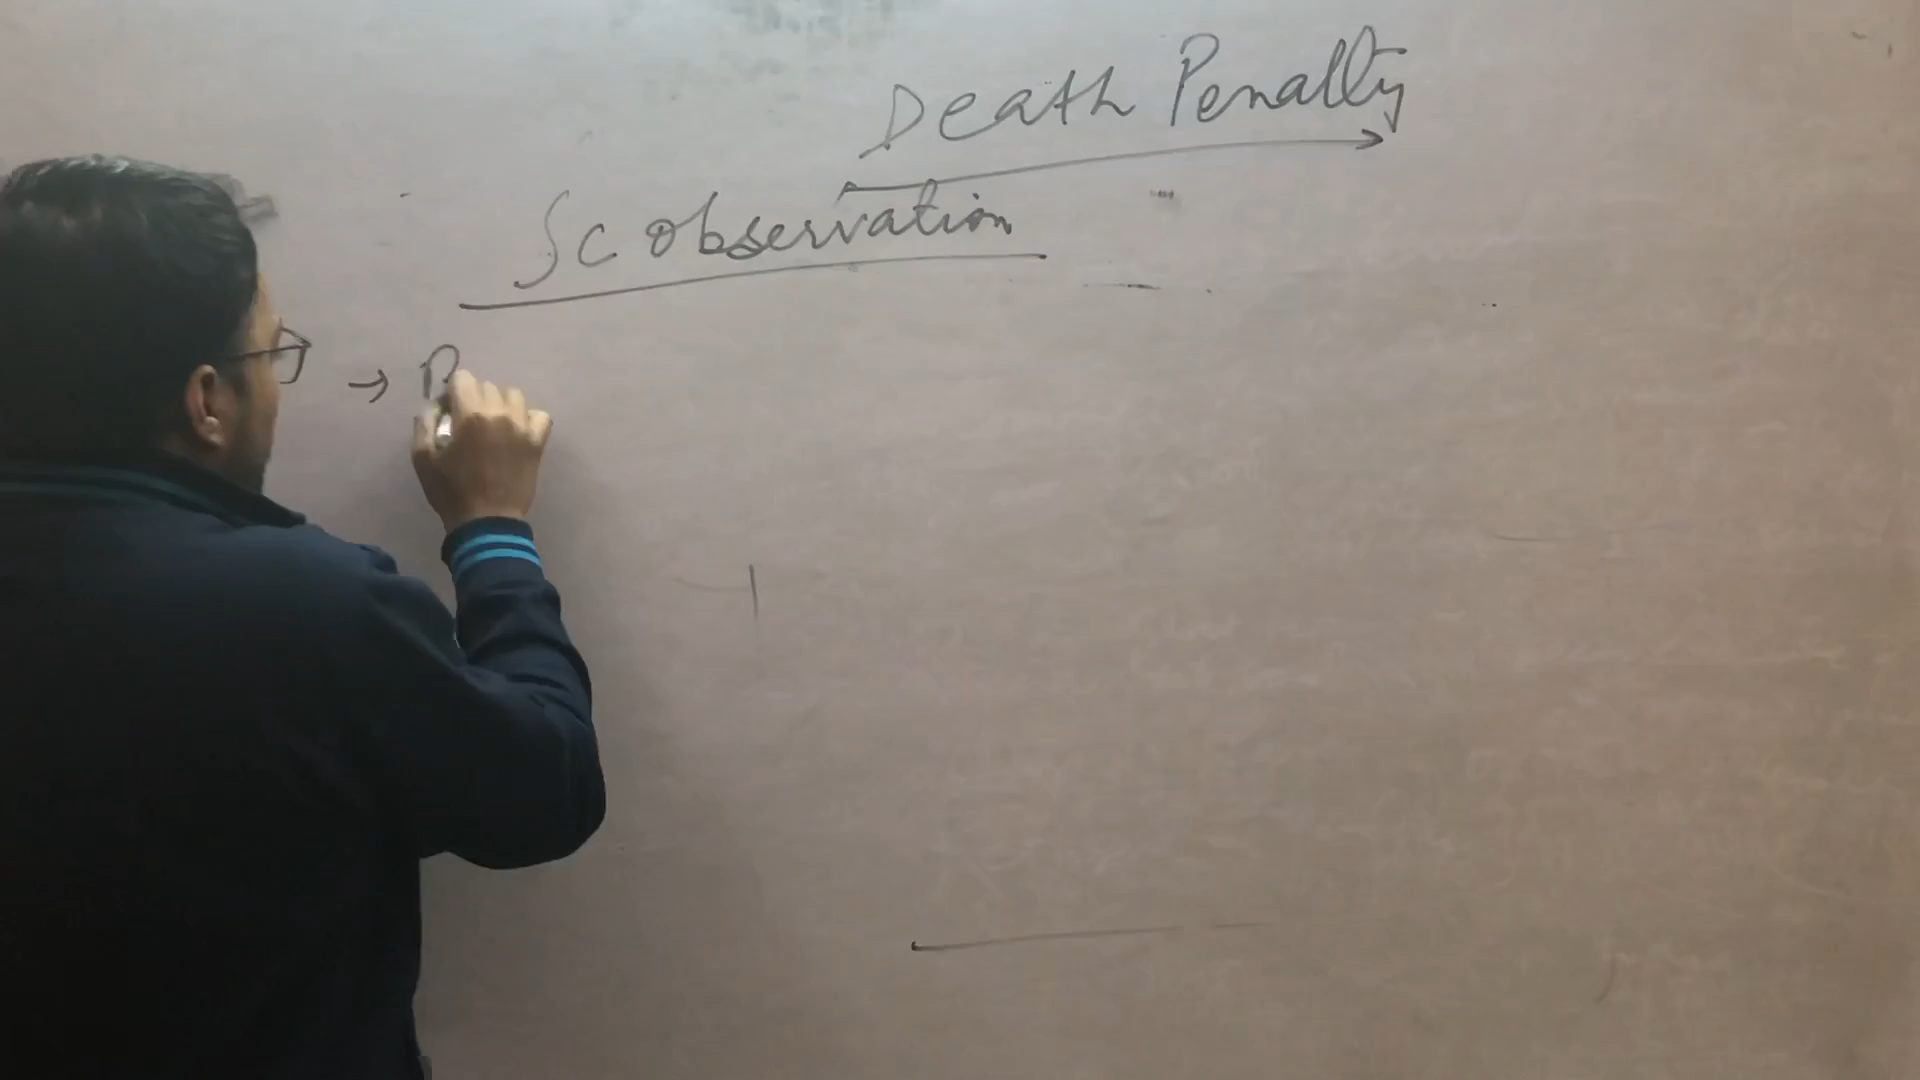 Death Penalty
SC observation
→